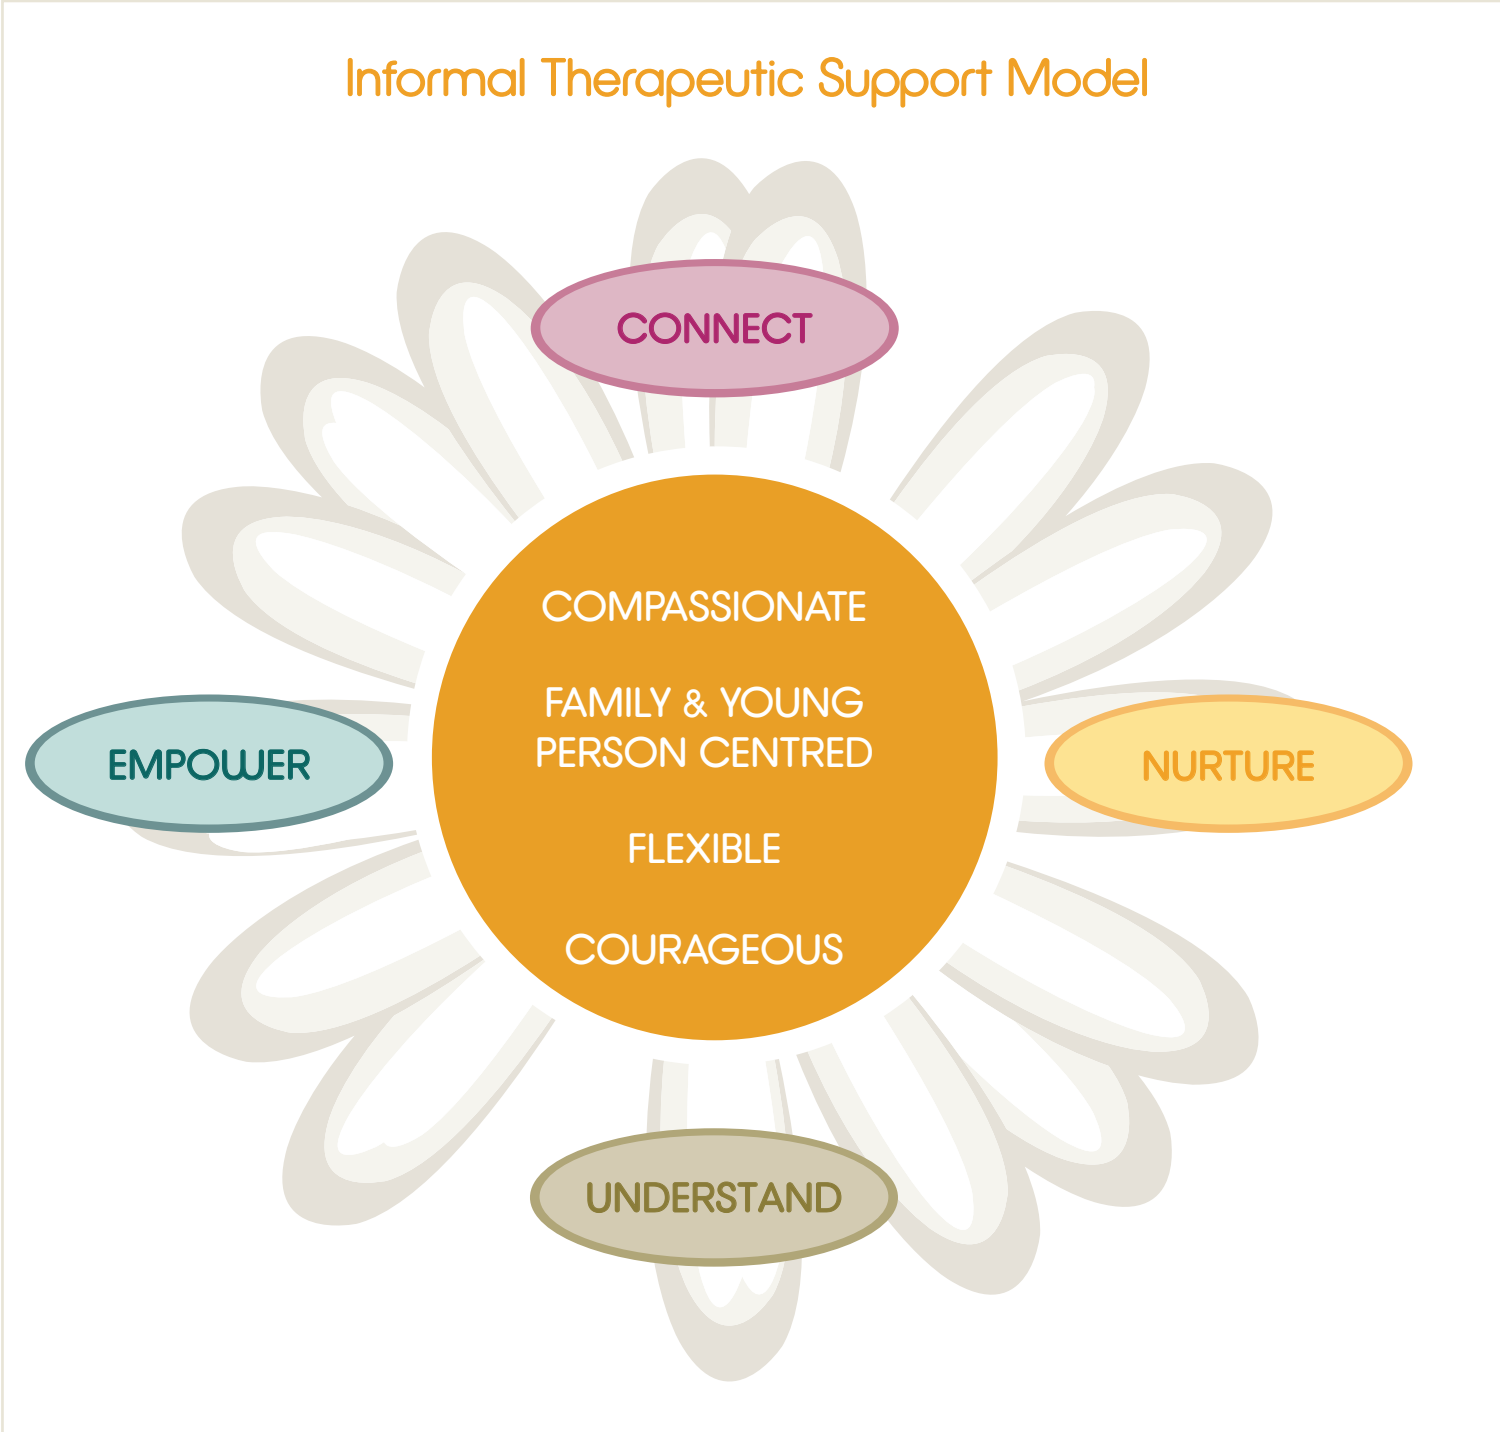 Informal Therapeutic Support Model
CONNECT
COMPASSIONATE
FAMILY & YOUNG
PERSON CENTRED
EMPOWER
NURTURE
FLEXIBLE
COURAGEOUS
UNDERSTAND